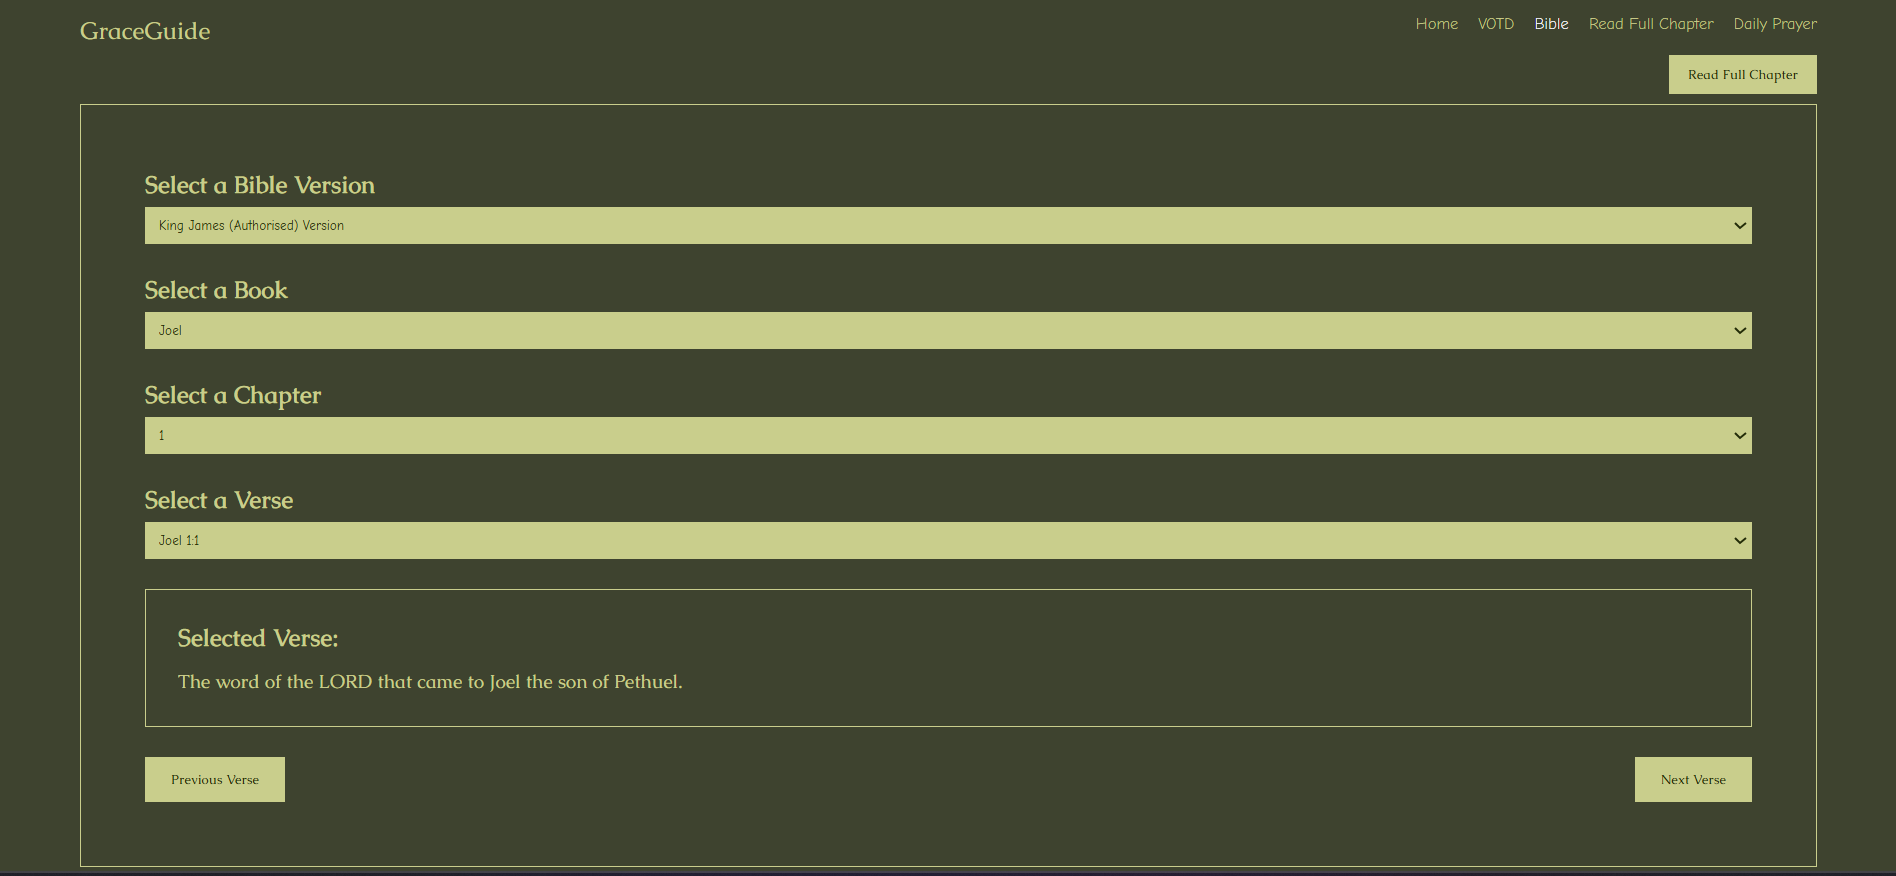 GraceGuide
Home VOTD Bible Read Full Chapter Daily Prayer
Read Full Chapter
Select a Bible Version
King James (Authorised) Version
Select a Book
Joel
Select a Chapter
1
Select a Verse
Joel 1:1
Selected Verse:
The word of the LORD that came to Joel the son of Pethuel.
Previous Verse
Next Verse